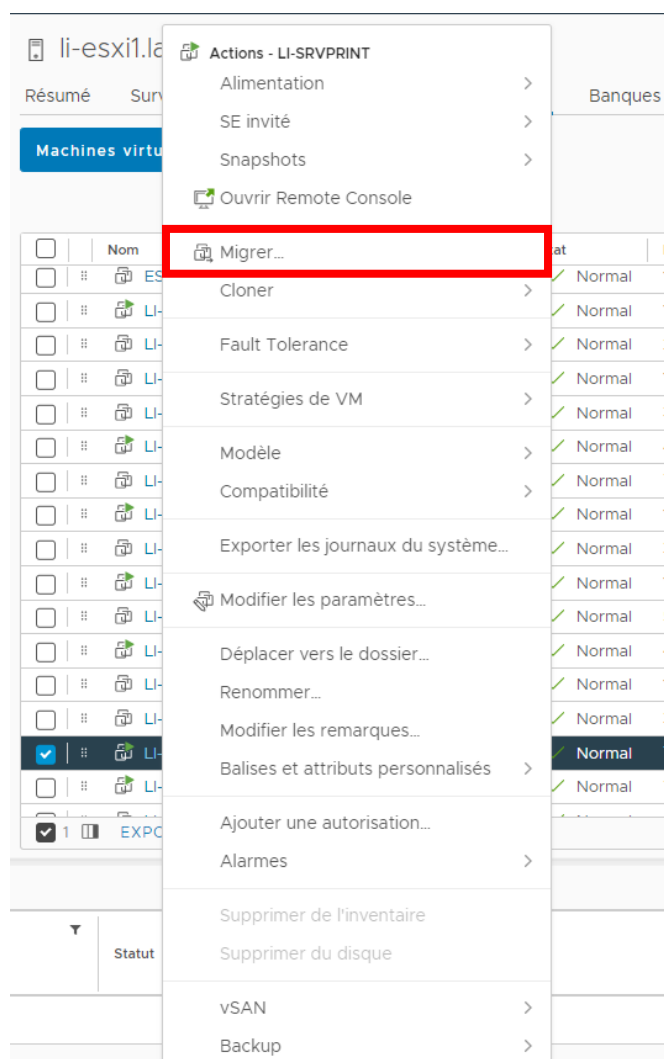 li-esxi1.la
Actions - LI-SRVPRINT
Résumé
Surv
Banques
Machines virtu
Alimentation
SE invité
Snapshots
Ouvrir Remote Console
Nom
at
Migrer...
ES
Normal
Cloner
LI-
Normal
Fault Tolerance
LI-
Normal
LI-
Normal
Stratégies de VM
LI-
Normal
Modèle
LI-
Normal
Compatibilité
LI-
Normal
LI-
Normal
Exporter les journaux du système...
LI-
Normal
LI-
Normal
Modifier les paramètres...
LI-
Normal
Déplacer vers le dossier...
LI-
Normal
Renommer...
LI-
Normal
Modifier les remarques...
LI-
Normal
Balises et attributs personnalisés
LI-
Normal
LI-
Normal
Ajouter une autorisation...
1
EXPO
Alarmes
Supprimer de l'inventaire
Statut
Supprimer du disque
vSAN
Backup